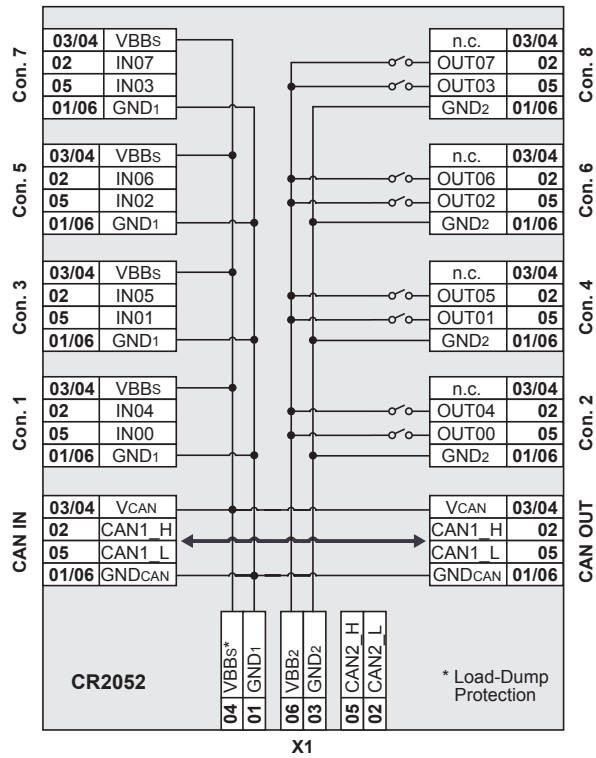 Con. 7
03/04 VBBS
02 IN07
05 IN03
01/06 GND1
Con. 8
n.c. 03/04
OUT07 02
OUT03 05
GND2 01/06
Con. 5
03/04 VBBS
02 IN06
05 IN02
01/06 GND1
Con. 6
n.c. 03/04
OUT06 02
OUT02 05
GND2 01/06
Con. 3
03/04 VBBS
02 IN05
05 IN01
01/06 GND1
Con. 4
n.c. 03/04
OUT05 02
OUT01 05
GND2 01/06
Con. 1
03/04 VBBS
02 IN04
05 IN00
01/06 GND1
Con. 2
n.c. 03/04
OUT04 02
OUT00 05
GND2 01/06
CAN IN
03/04 VCAN
02 CAN1_H
05 CAN1_L
01/06 GNDCAN
CAN OUT
VCAN 03/04
CAN1_H 02
CAN1_L 05
GNDCAN 01/06
CR2052
04 VBBS*
01 GND1
06 VBB2
03 GND2
05 CAN2_H
02 CAN2_L
* Load-Dump
Protection
X1